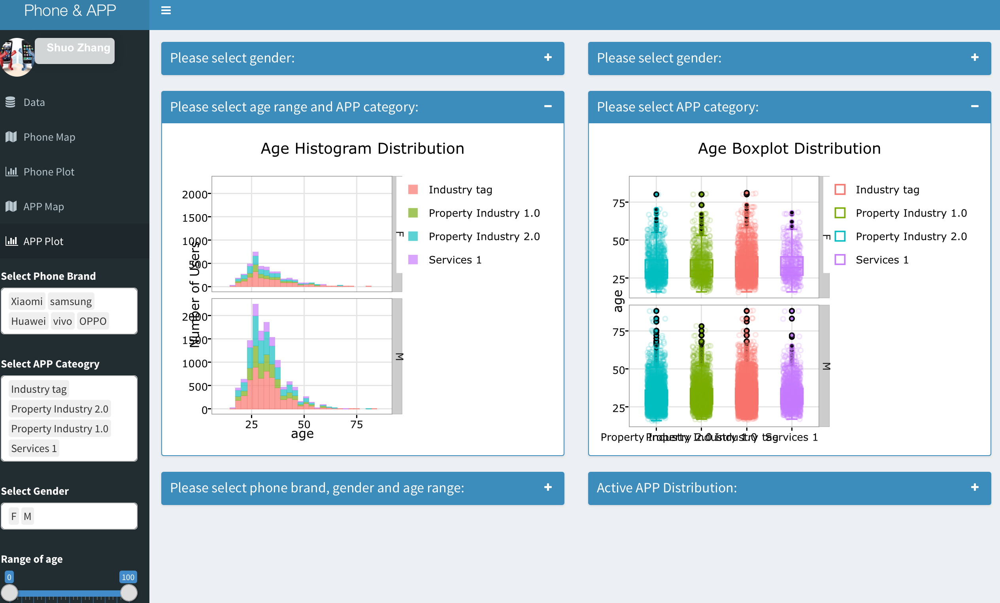 Phone & APP
Shuo Zhang
Data
Phone Map
Phone Plot
APP Map
APP Plot
Select Phone Brand
Xiaomi samsung
Huawei vivo OPPO
Select APP Cateogry
Industry tag
Property Industry 2.0
Property Industry 1.0
Services 1
Select Gender
F M
Range of age
0 100
Please select gender:
Please select age range and APP category:
Age Histogram Distribution
2000
1500
1000
500
0
F
2000
1500
1000
500
0
M
Number of Users
25 50 75
age
Industry tag
Property Industry 1.0
Property Industry 2.0
Services 1
Please select phone brand, gender and age range:
Please select gender:
Please select APP category:
Age Boxplot Distribution
75
50
25
F
75
50
25
M
age
Property Industry 2.0 Property Industry 1.0 Industry tag Services 1
Industry tag
Property Industry 1.0
Property Industry 2.0
Services 1
Active APP Distribution: